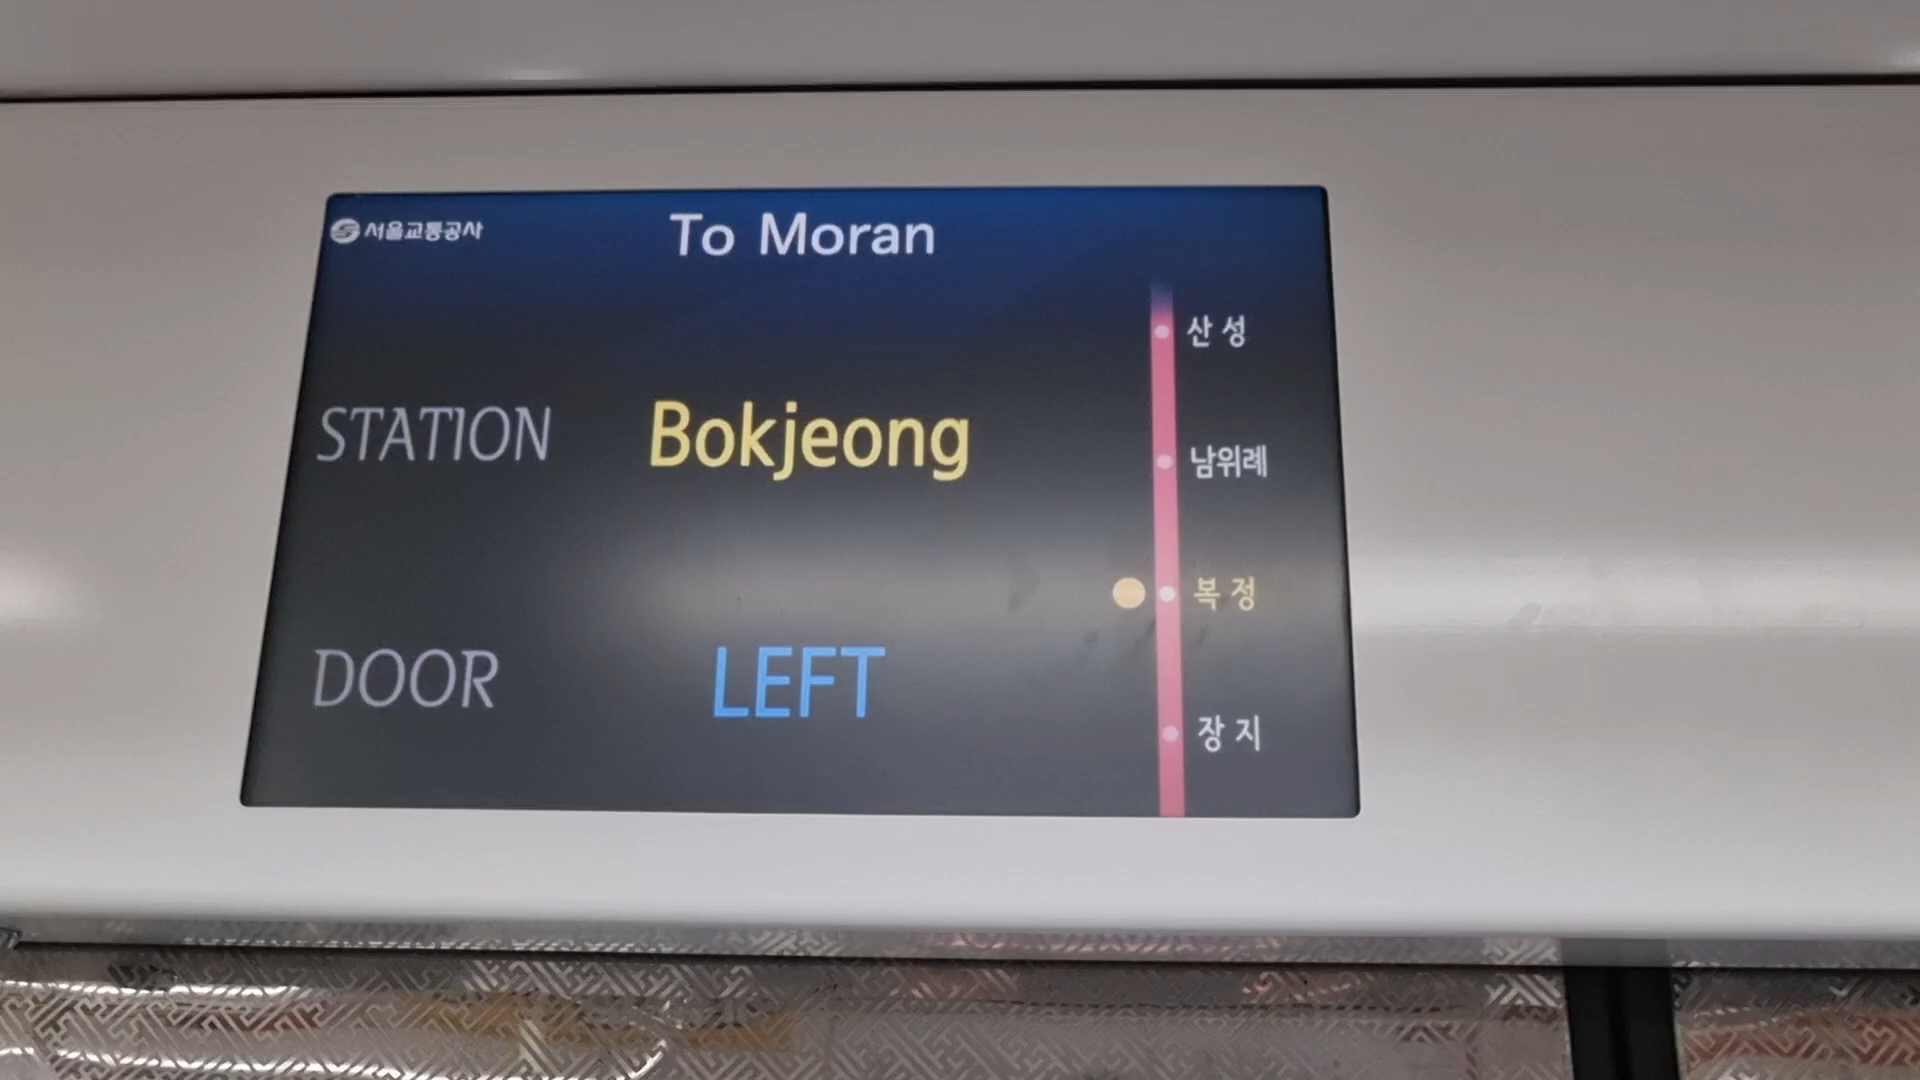 서울교통공사
To Moran
STATION Bokjeong
DOOR LEFT
산성
남위례
복정
장지